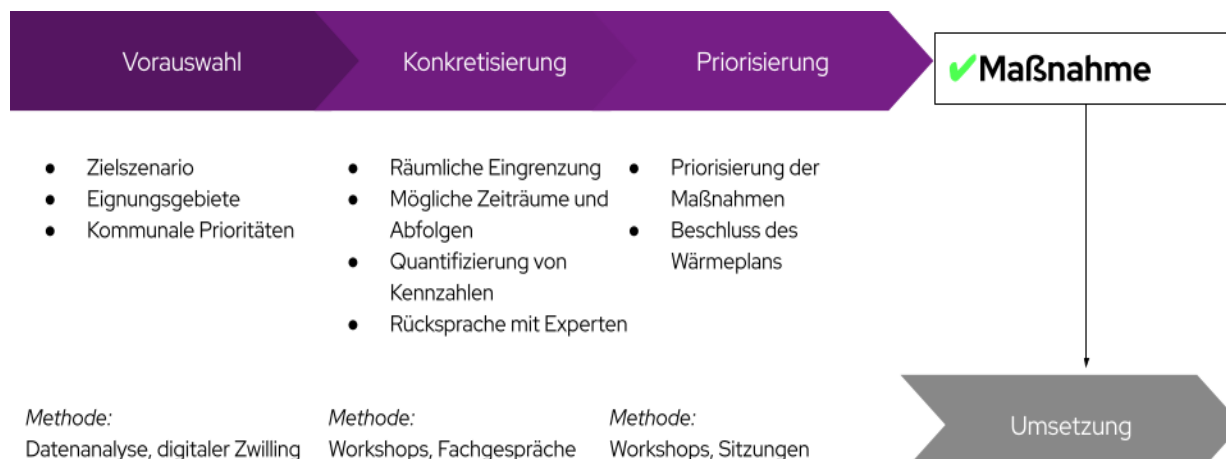 Vorauswahl
Konkretisierung
Priorisierung
✔Maßnahme
● Zielszenario
● Eignungsgebiete
● Kommunale Prioritäten
● Räumliche Eingrenzung
● Mögliche Zeiträume und
Abfolgen
● Quantifizierung von
Kennzahlen
● Rücksprache mit Experten
● Priorisierung der
Maßnahmen
● Beschluss des
Wärmeplans
Methode:
Datenanalyse, digitaler Zwilling
Methode:
Workshops, Fachgespräche
Methode:
Workshops, Sitzungen
Umsetzung